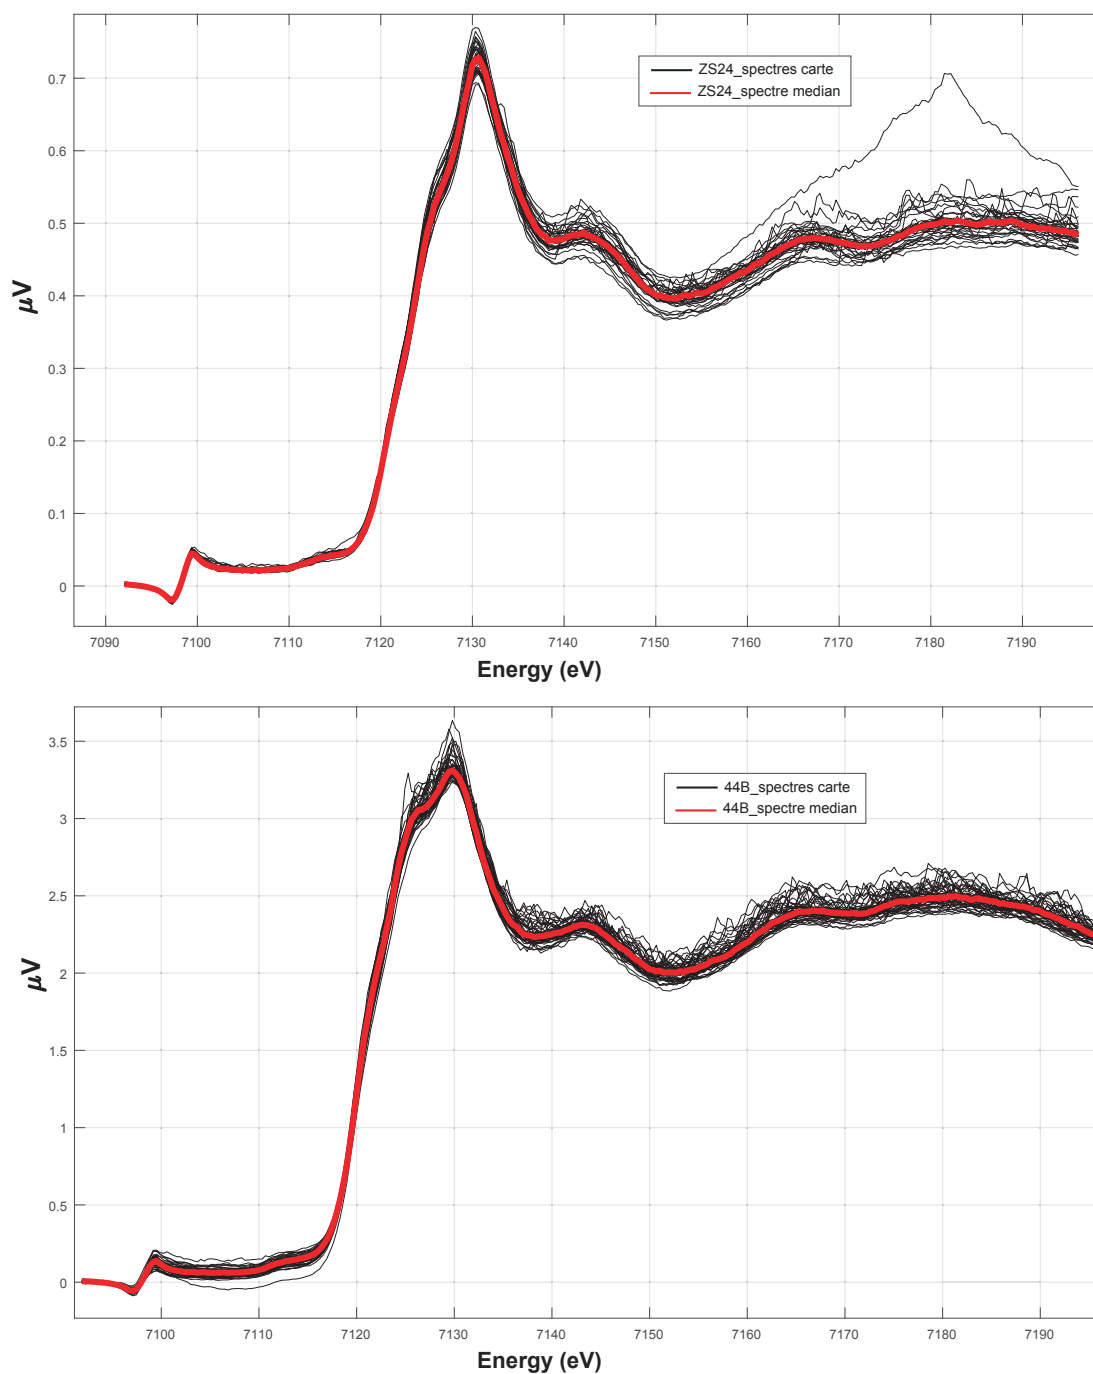 0.7
0.6
0.5
0.4
0.3
0.2
0.1
0
μV
ZS24_spectres carte
ZS24_spectre median
7090 7100 7110 7120 7130 7140 7150 7160 7170 7180 7190
Energy (eV)
3.5
3
2.5
2
1.5
1
0.5
0
μV
44B_spectres carte
44B_spectre median
7100 7110 7120 7130 7140 7150 7160 7170 7180 7190
Energy (eV)